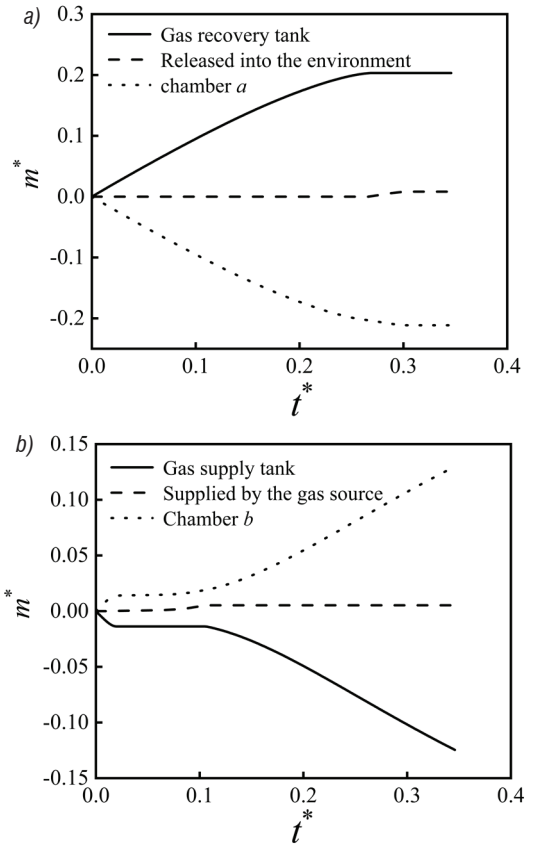 a)
0.3
Gas recovery tank
Released into the environment
chamber a
0.2
0.1
0.0
-0.1
-0.2
m*
0.0 0.1 0.2 0.3 0.4
t*
b)
0.15
Gas supply tank
Supplied by the gas source
Chamber b
0.10
0.05
0.00
-0.05
-0.10
-0.15
m*
0.0 0.1 0.2 0.3 0.4
t*